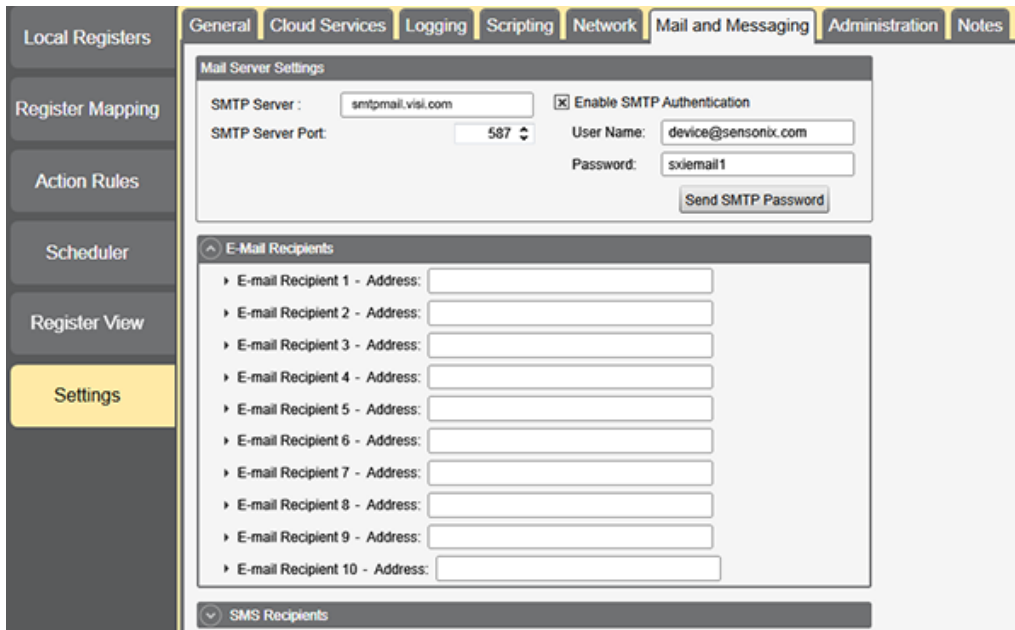 Local Registers
Register Mapping
Action Rules
Scheduler
Register View
Settings
General Cloud Services Logging Scripting Network Mail and Messaging Administration Notes
Mail Server Settings
SMTP Server : smtpmail.visi.com
SMTP Server Port: 587
Enable SMTP Authentication
User Name: device@sensonix.com
Password: sxiemail1
Send SMTP Password
E-Mail Recipients
E-mail Recipient 1 - Address:
E-mail Recipient 2 - Address:
E-mail Recipient 3 - Address:
E-mail Recipient 4 - Address:
E-mail Recipient 5 - Address:
E-mail Recipient 6 - Address:
E-mail Recipient 7 - Address:
E-mail Recipient 8 - Address:
E-mail Recipient 9 - Address:
E-mail Recipient 10 - Address:
SMS Recipients